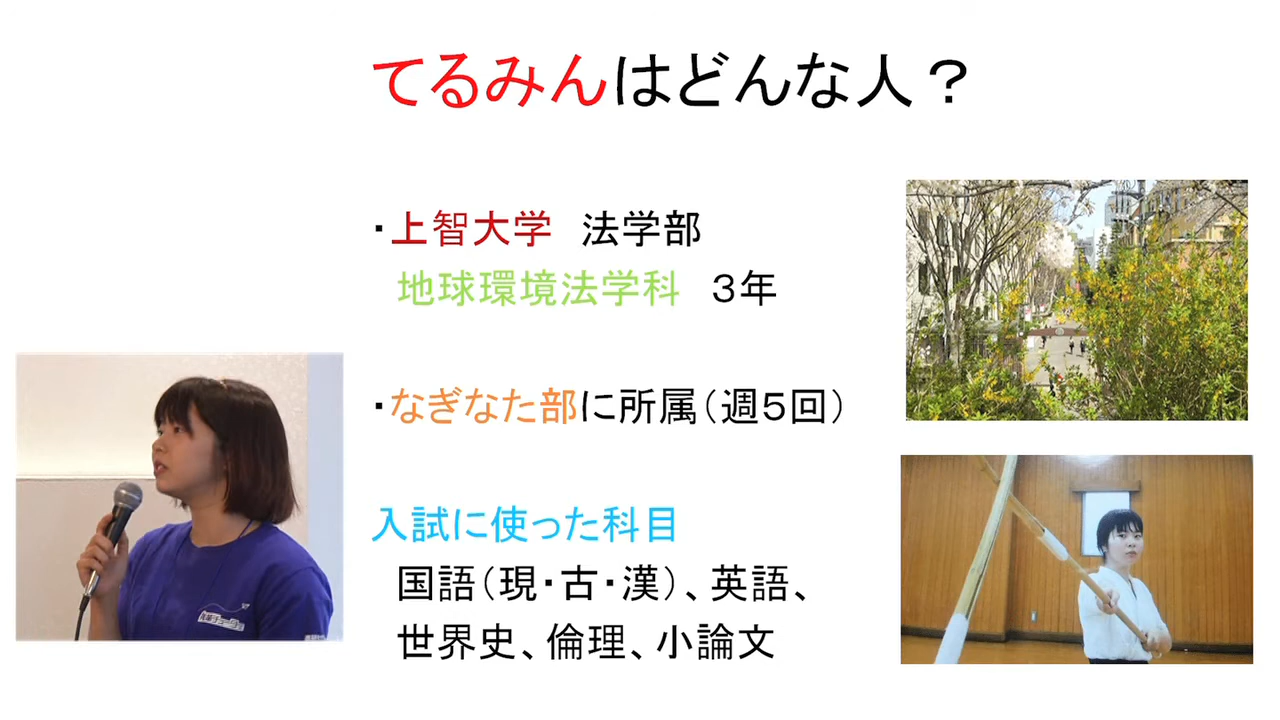 てるみんはどんな人？
・上智大学　法学部
地球環境法学科　３年
・なぎなた部に所属（週５回）
入試に使った科目
国語（現・古・漢）、英語、
世界史、倫理、小論文